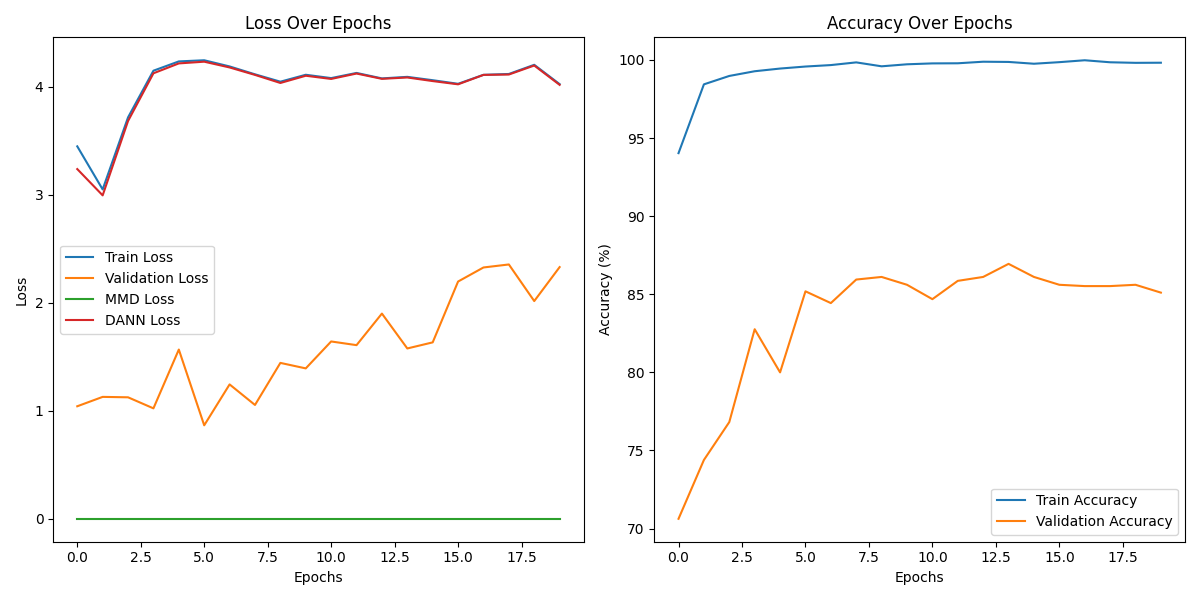 Loss Over Epochs
4
3
2
1
0
Loss
Train Loss
Validation Loss
MMD Loss
DANN Loss
0.0 2.5 5.0 7.5 10.0 12.5 15.0 17.5
Epochs
Accuracy Over Epochs
100
95
90
85
80
75
70
Accuracy (%)
Train Accuracy
Validation Accuracy
0.0 2.5 5.0 7.5 10.0 12.5 15.0 17.5
Epochs